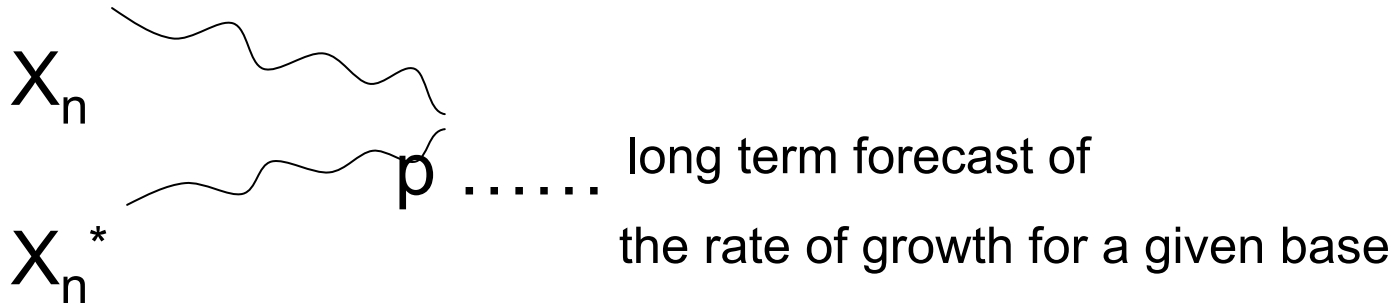 Xn
p ...... long term forecast of
Xn* the rate of growth for a given base